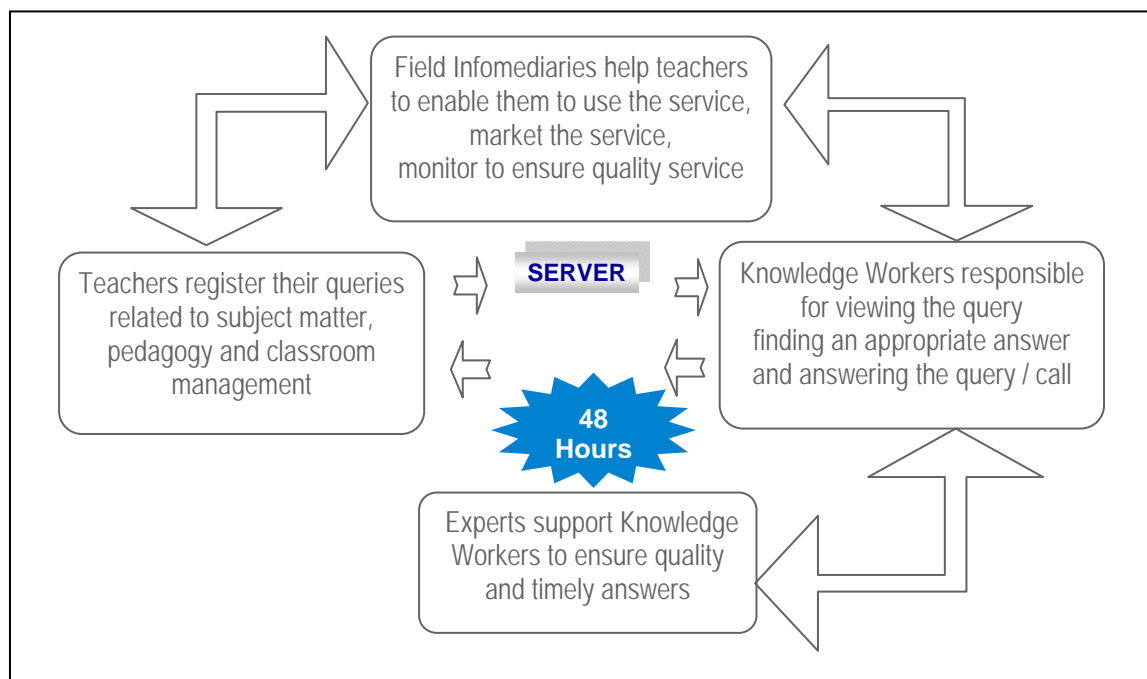 Field Infomediaries help teachers
to enable them to use the service,
market the service,
monitor to ensure quality service
Teachers register their queries
related to subject matter,
pedagogy and classroom
management
SERVER
Knowledge Workers responsible
for viewing the query
finding an appropriate answer
and answering the query / call
48
Hours
Experts support Knowledge
Workers to ensure quality
and timely answers